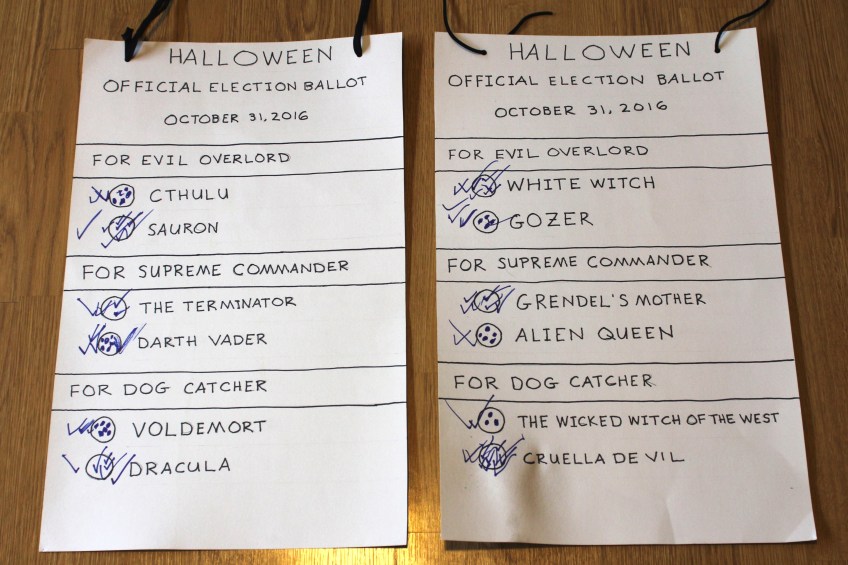 HALLOWEEN
OFFICIAL ELECTION BALLOT
OCTOBER 31, 2016
FOR EVIL OVERLORD
CTHULU
SAURON
FOR SUPREME COMMANDER
THE TERMINATOR
DARTH VADER
FOR DOG CATCHER
VOLDEMORT
DRACULA
HALLOWEEN
OFFICIAL ELECTION BALLOT
OCTOBER 31, 2016
FOR EVIL OVERLORD
WHITE WITCH
GOZER
FOR SUPREME COMMANDER
GRENDEL'S MOTHER
ALIEN QUEEN
FOR DOG CATCHER
THE WICKED WITCH OF THE WEST
CRUELLA DE VIL